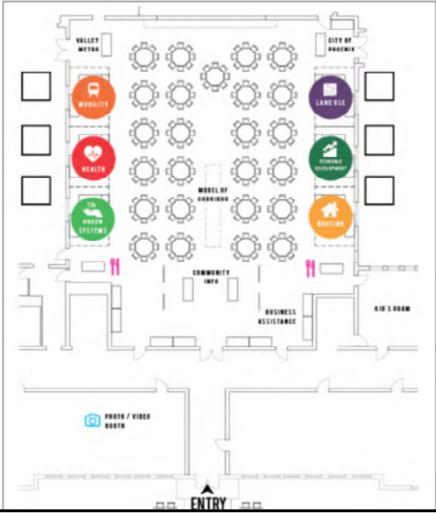 VALLEY
METRO
CITY OF
PHOENIX
MOBILITY
LAND USE
HEALTH
ECONOMIC
DEVELOPMENT
MODEL OF
CORRIDOR
GREEN
SYSTEMS
HOUSING
COMMUNITY
INFO
BUSINESS
ASSISTANCE
KID'S ROOM
PHOTO / VIDEO
BOOTH
ENTRY